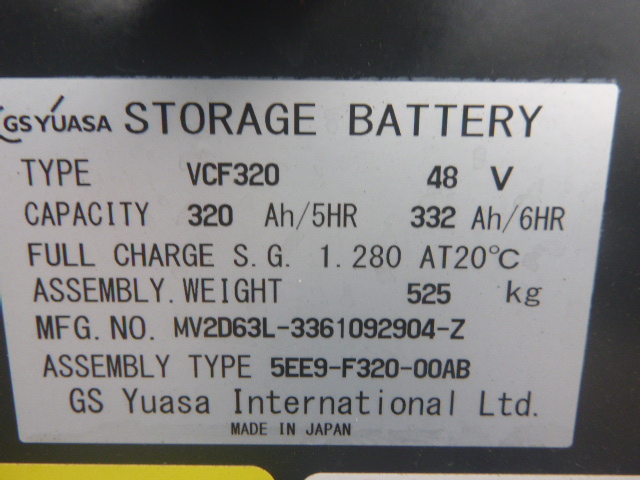 GS YUASA STORAGE BATTERY
TYPE VCF320 48 V
CAPACITY 320 Ah/5HR 332 Ah/6HR
FULL CHARGE S.G. 1.280 AT20℃
ASSEMBLY.WEIGHT 525 kg
MFG.NO. MV2D63L-3361092904-Z
ASSEMBLY TYPE 5EE9-F320-00AB
GS Yuasa International Ltd.
MADE IN JAPAN